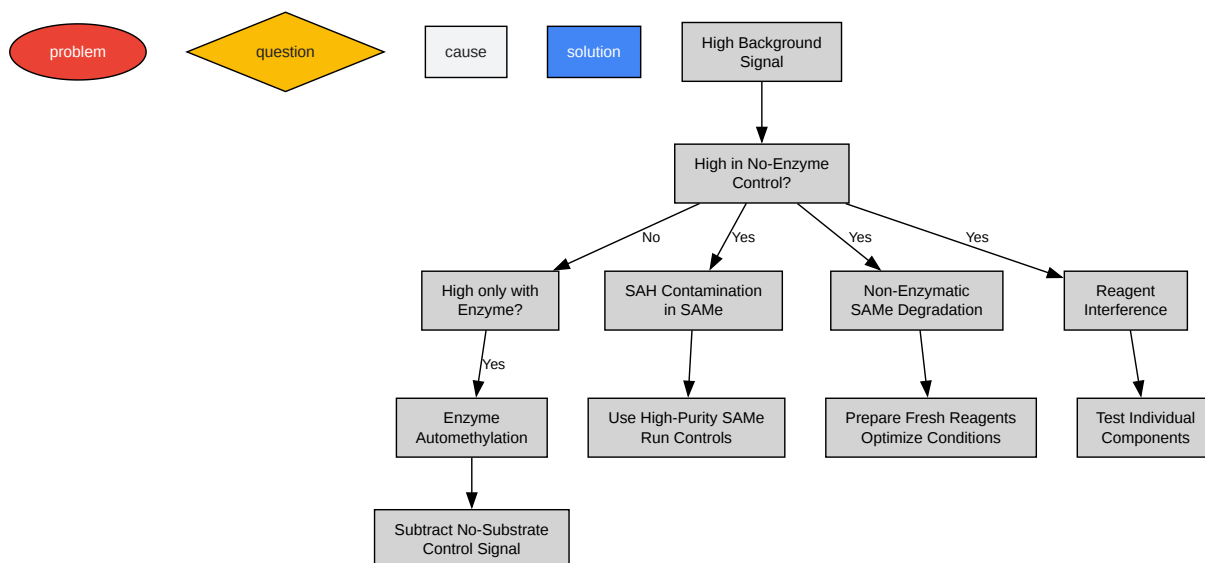 problem
question
cause
solution
High Background
Signal
High in No-Enzyme
Control?
No
Yes
Yes
Yes
High only with
Enzyme?
SAH Contamination
in SAMe
Non-Enzymatic
SAMe Degradation
Reagent
Interference
Yes
Enzyme
Automethylation
Use High-Purity SAMe
Run Controls
Prepare Fresh Reagents
Optimize Conditions
Test Individual
Components
Subtract No-Substrate
Control Signal